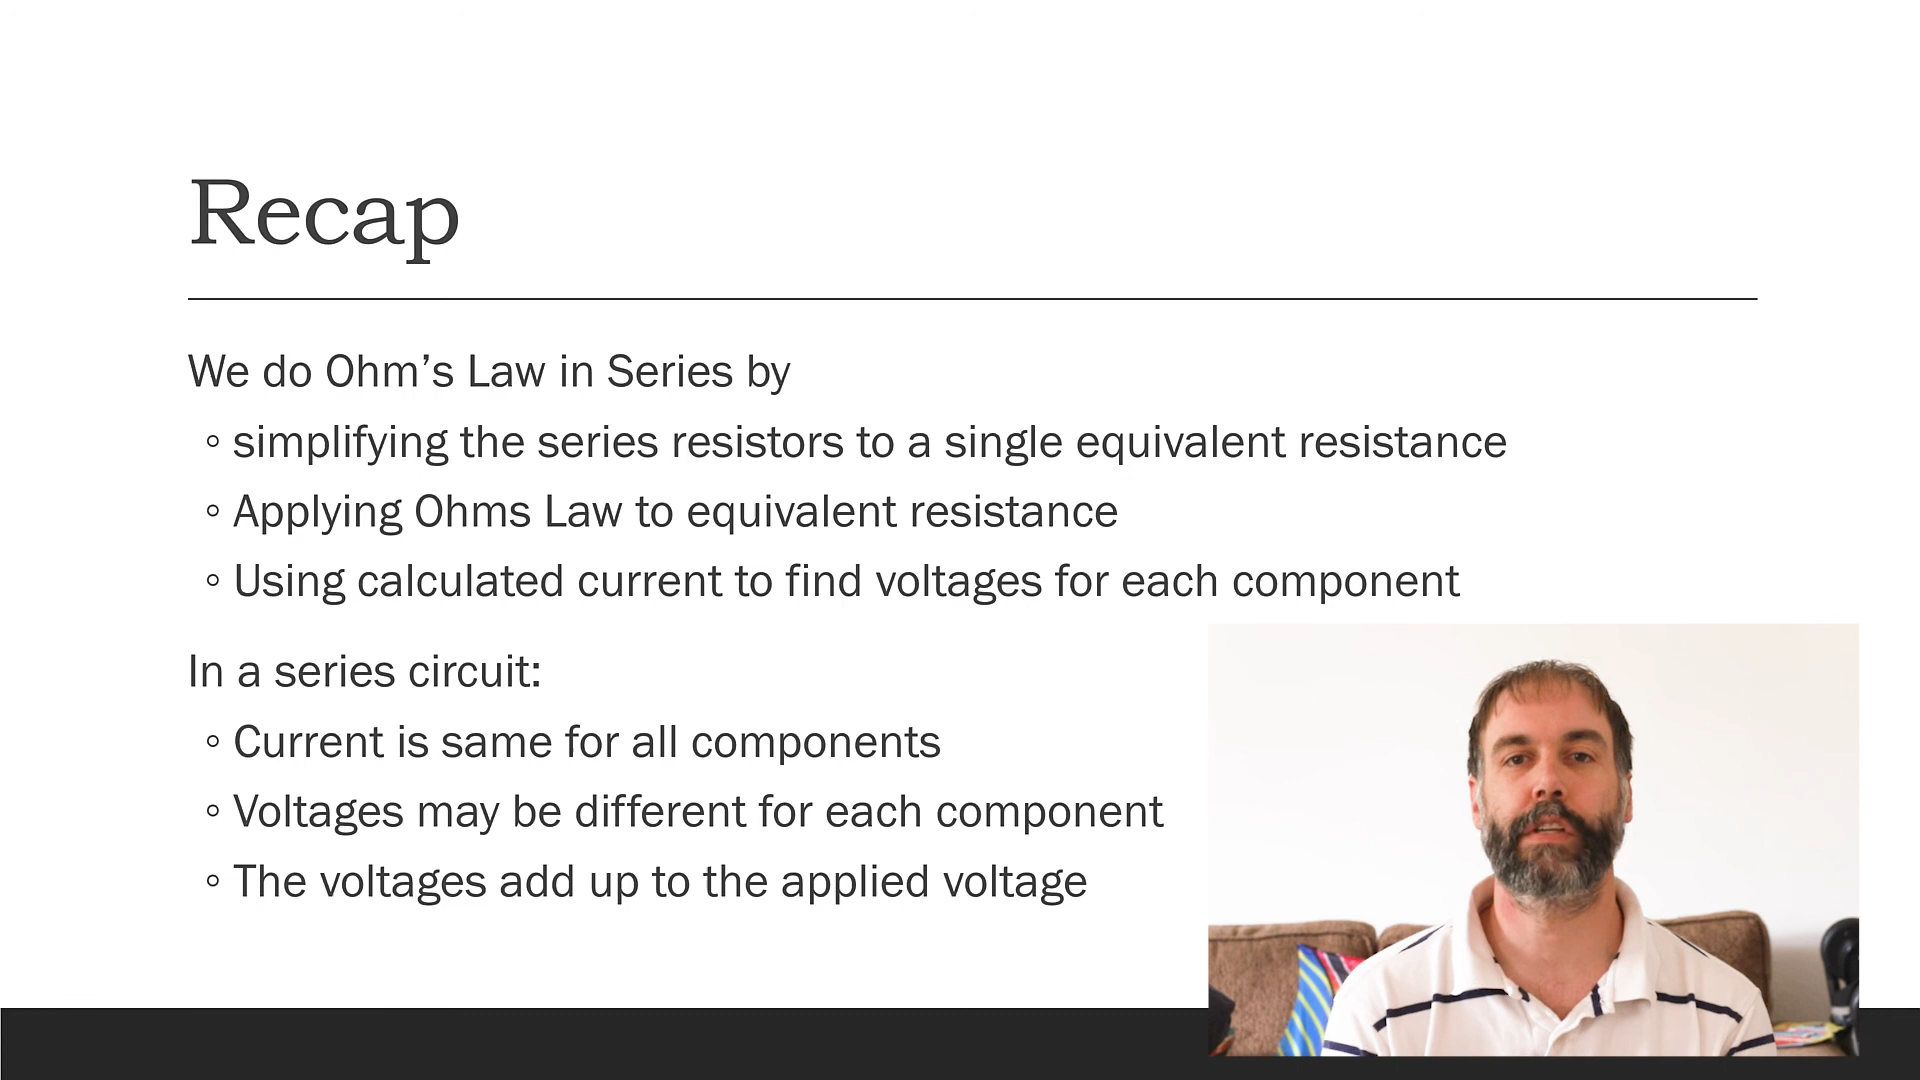 Recap
We do Ohm’s Law in Series by
◦ simplifying the series resistors to a single equivalent resistance
◦ Applying Ohms Law to equivalent resistance
◦ Using calculated current to find voltages for each component
In a series circuit:
◦ Current is same for all components
◦ Voltages may be different for each component
◦ The voltages add up to the applied voltage